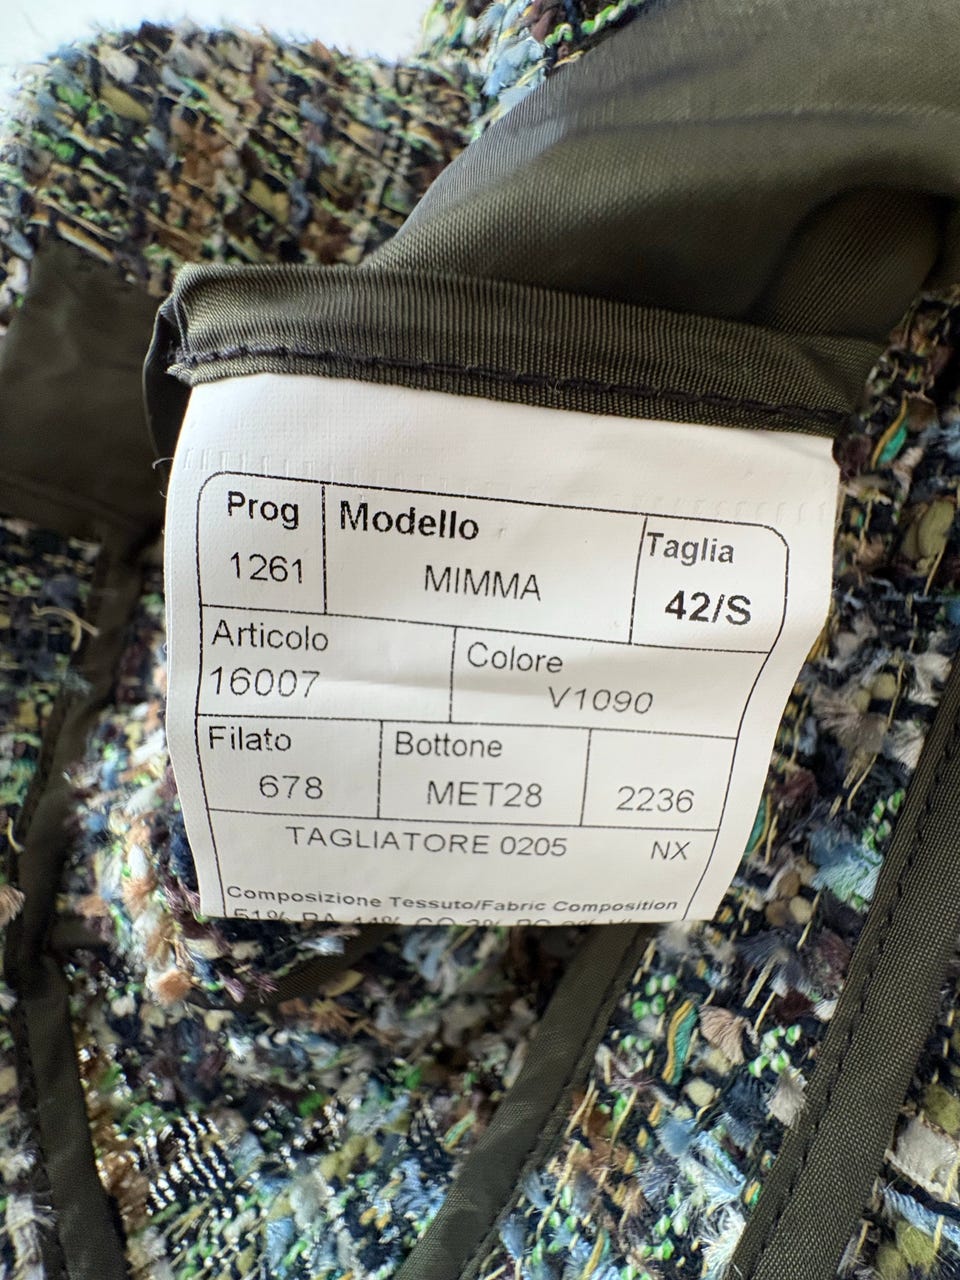 Prog Modello Taglia
1261 MIMMA 42/S
Articolo Colore
16007 V1090
Filato Bottone
678 MET28 2236
TAGLIATORE 0205 NX
Composizione Tessuto/Fabric Composition